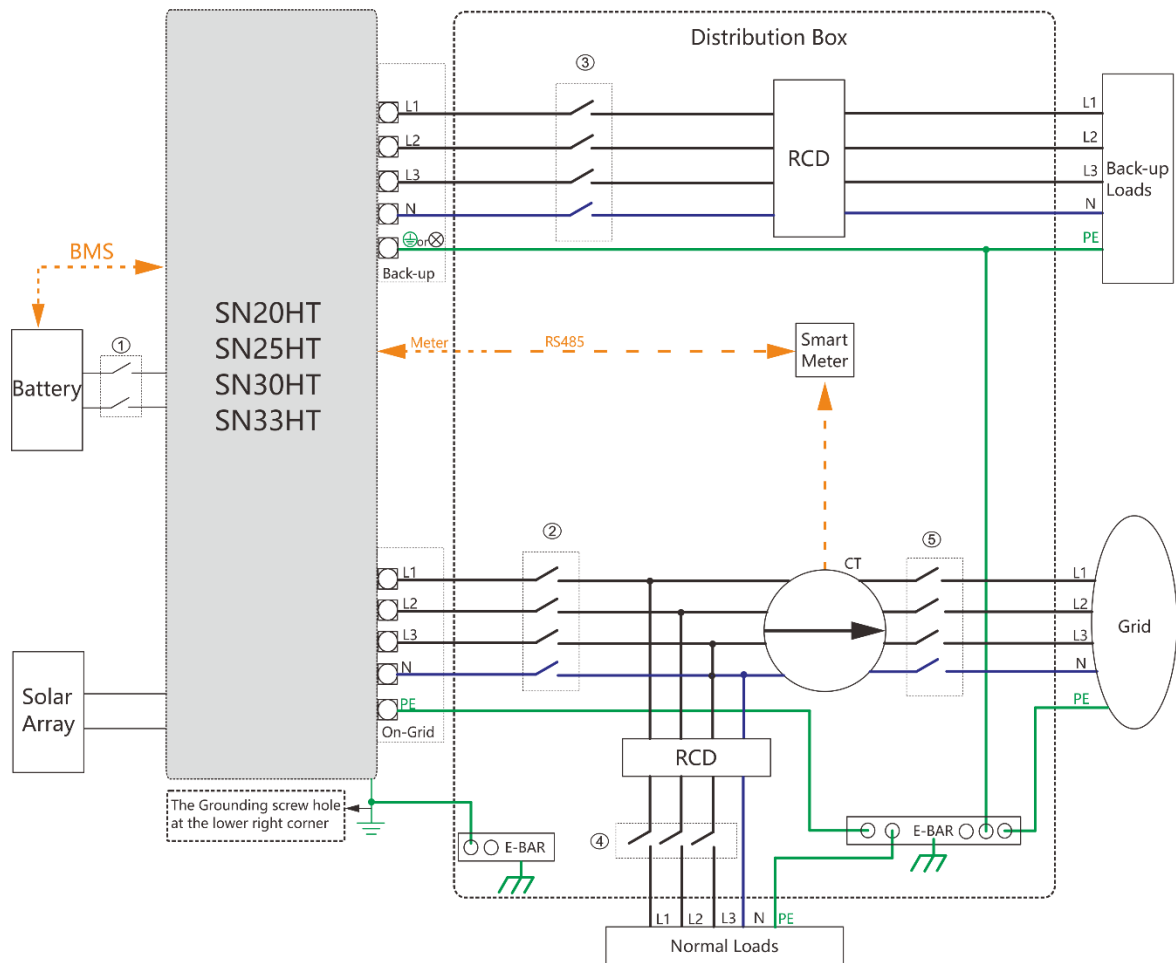 Distribution Box
③
L1
L2
L3
N
⏚or⊗
Back-up
RCD
L1
L2
L3
N
PE
Back-up
Loads
BMS
①
Battery
SN20HT
SN25HT
SN30HT
SN33HT
Meter
RS485
Smart
Meter
②
CT
⑤
L1
L2
L3
N
PE
On-Grid
L1
L2
L3
N
PE
Grid
Solar
Array
RCD
The Grounding screw hole
at the lower right corner
E-BAR
④
E-BAR
L1
L2
L3
N
PE
Normal Loads